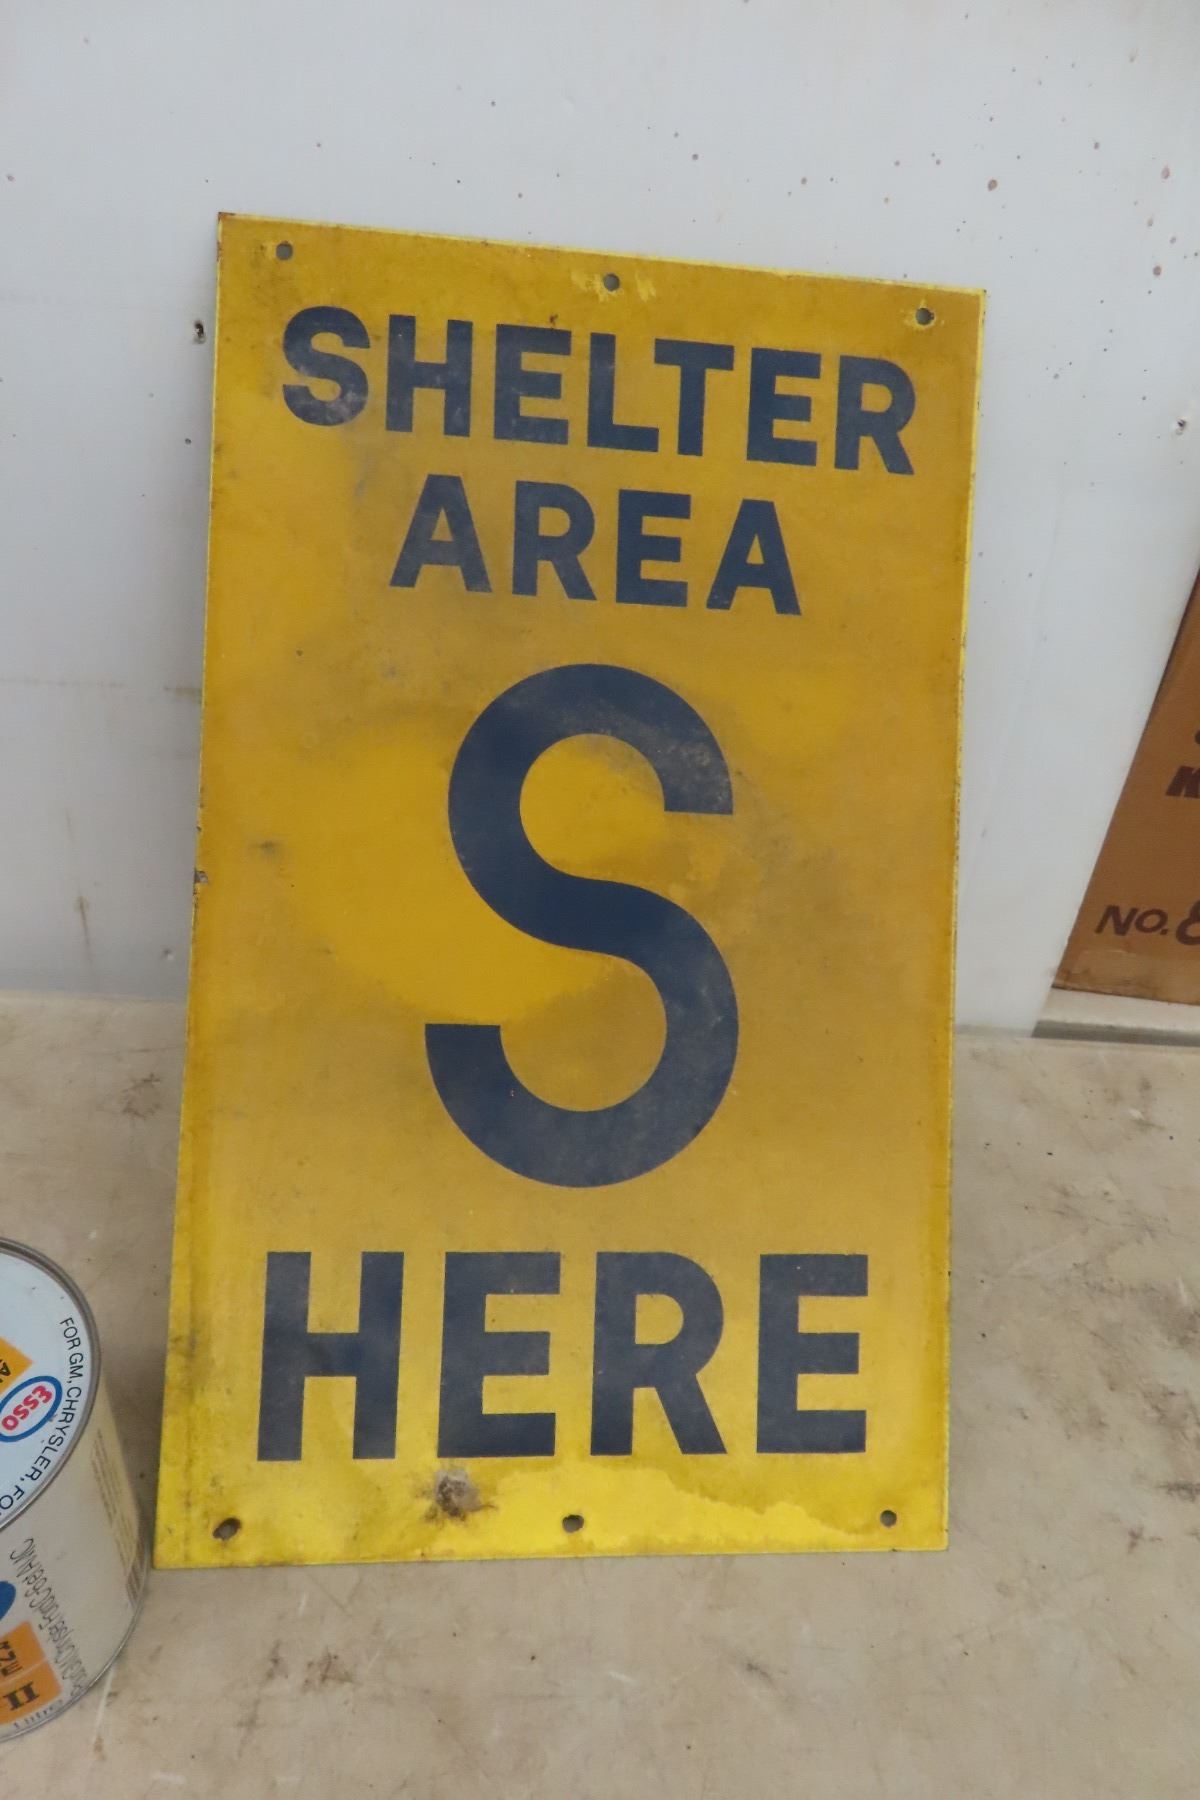 SHELTER
AREA
S
HERE
NO.
FOR GM, CHRYSLER, FO
ESSO